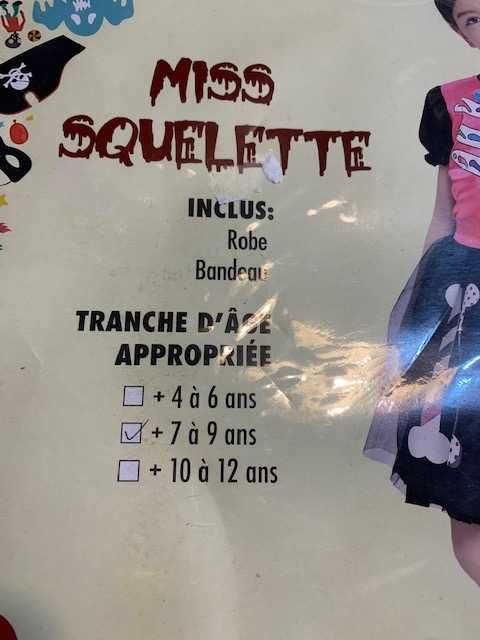 MISS
SQUELETTE
INCLUS:
Robe
Bandeau
TRANCHE D'ÂGE
APPROPRIÉE
+ 4 à 6 ans
+ 7 à 9 ans
+ 10 à 12 ans